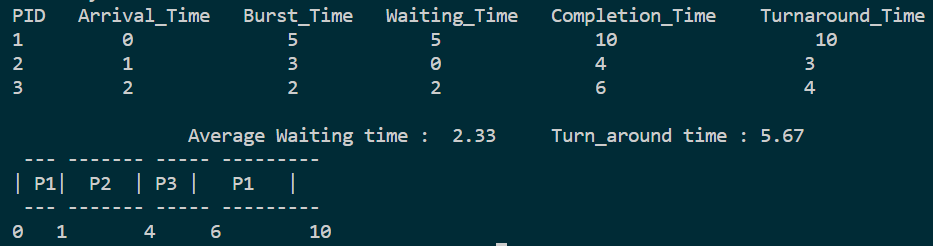 PID Arrival_Time Burst_Time Waiting_Time Completion_Time Turnaround_Time
1 0 5 5 10 10
2 1 3 0 4 3
3 2 2 2 6 4
Average Waiting time : 2.33 Turn_around time : 5.67
--- ------- ----- ---------
| P1| P2 | P3 | P1 |
--- ------- ----- ---------
0 1 4 6 10